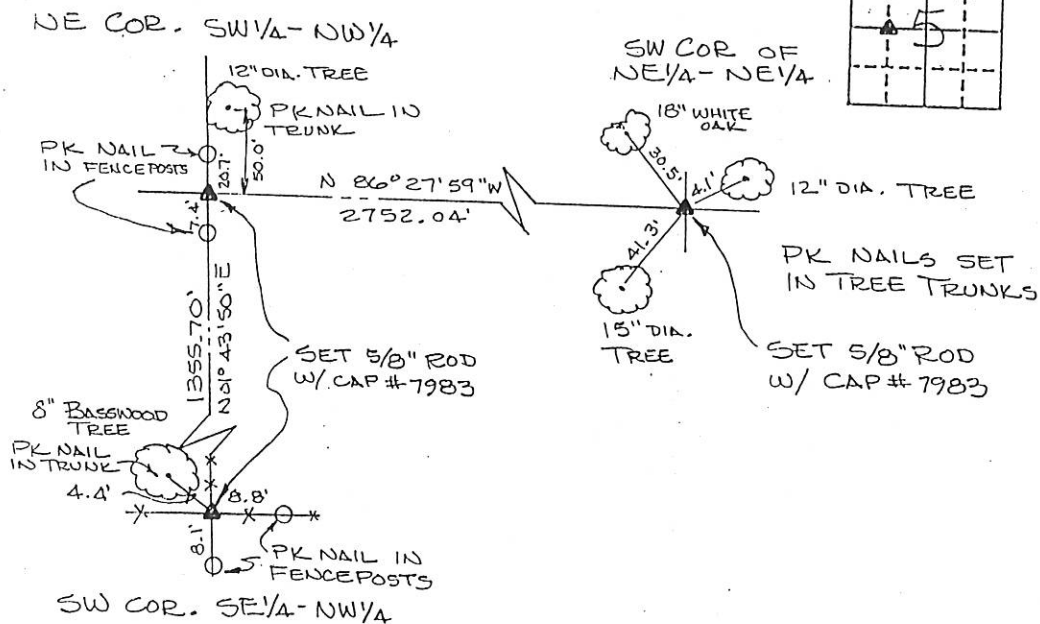 NE COR. SW1/4-NW1/4
12" DIA. TREE
PK NAIL IN
TRUNK
PK NAIL
IN FENCEPOSTS
20.7'
50.0'
7.4'
N 86°27'59"W
2752.04'
SW COR OF
NE1/4-NE1/4
5
18" WHITE
OAK
30.5'
4.1'
12" DIA. TREE
41.3'
15" DIA.
TREE
PK NAILS SET
IN TREE TRUNKS
SET 5/8" ROD
W/ CAP #7983
1355.70'
N 01°43'50"E
SET 5/8" ROD
W/ CAP #7983
8" BASSWOOD
TREE
PK NAIL
IN TRUNK
4.4'
8.8'
8.1'
PK NAIL IN
FENCEPOSTS
SW COR. SE1/4-NW1/4